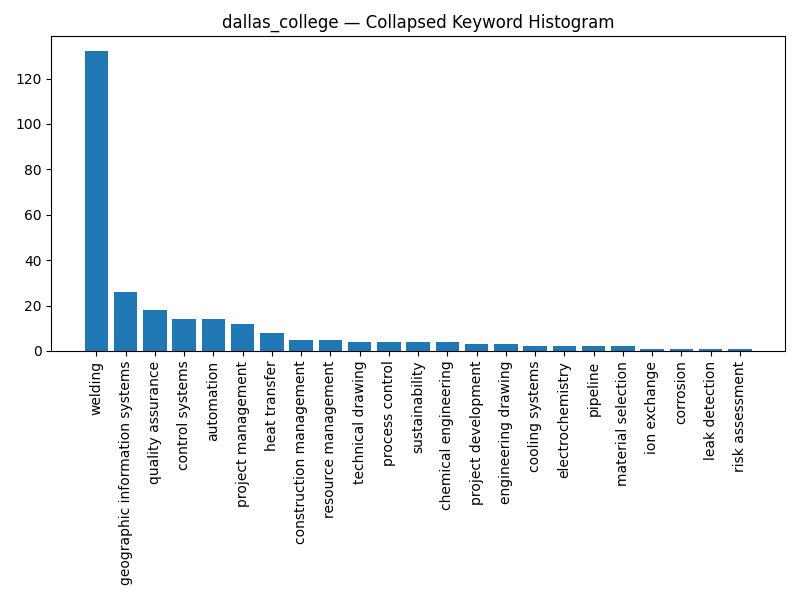 dallas_college — Collapsed Keyword Histogram
120
100
80
60
40
20
0
welding
geographic information systems
quality assurance
control systems
automation
project management
heat transfer
construction management
resource management
technical drawing
process control
sustainability
chemical engineering
project development
engineering drawing
cooling systems
electrochemistry
pipeline
material selection
ion exchange
corrosion
leak detection
risk assessment